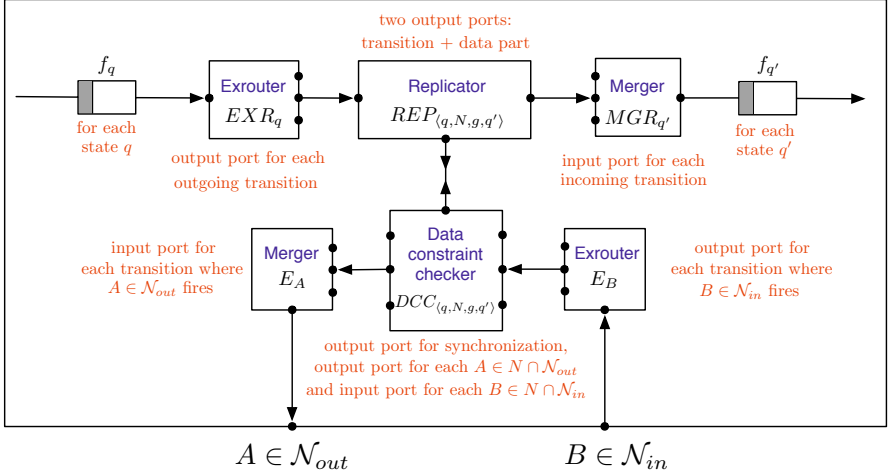 two output ports:
transition + data part
f_q
Exrouter
EXR_q
Replicator
REP_⟨q,N,g,q′⟩
Merger
MGR_q′
f_q′
for each
state q
output port for each
outgoing transition
input port for each
incoming transition
for each
state q′
input port for
each transition where
A ∈ N_out fires
Merger
E_A
Data
constraint
checker
DCC_⟨q,N,g,q′⟩
Exrouter
E_B
output port for
each transition where
B ∈ N_in fires
output port for synchronization,
output port for each A ∈ N ∩ N_out
and input port for each B ∈ N ∩ N_in
A ∈ N_out
B ∈ N_in